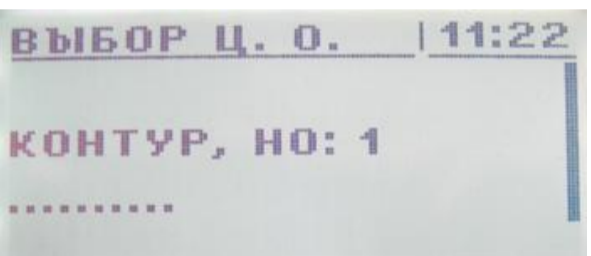 ВЫБОР Ц. О. 11:22
КОНТУР, НО: 1
..........